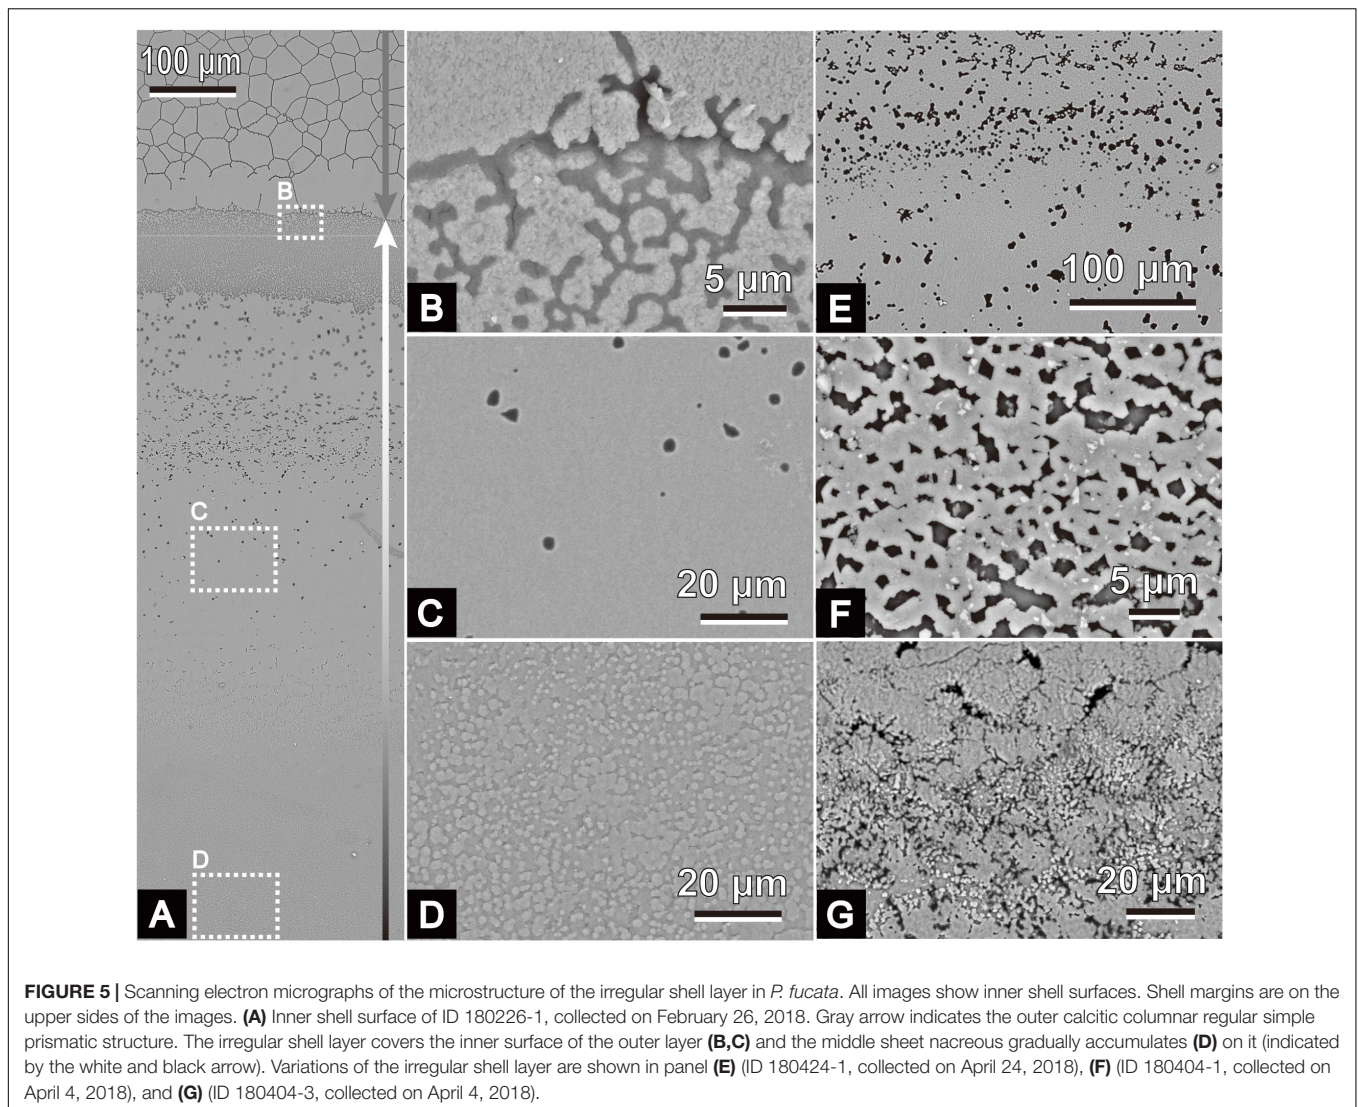 100 µm
B
C
D
A
5 µm
B
20 µm
C
20 µm
D
100 µm
E
5 µm
F
20 µm
G
FIGURE 5 | Scanning electron micrographs of the microstructure of the irregular shell layer in P. fucata. All images show inner shell surfaces. Shell margins are on the
upper sides of the images. (A) Inner shell surface of ID 180226-1, collected on February 26, 2018. Gray arrow indicates the outer calcitic columnar regular simple
prismatic structure. The irregular shell layer covers the inner surface of the outer layer (B,C) and the middle sheet nacreous gradually accumulates (D) on it (indicated
by the white and black arrow). Variations of the irregular shell layer are shown in panel (E) (ID 180424-1, collected on April 24, 2018), (F) (ID 180404-1, collected on
April 4, 2018), and (G) (ID 180404-3, collected on April 4, 2018).